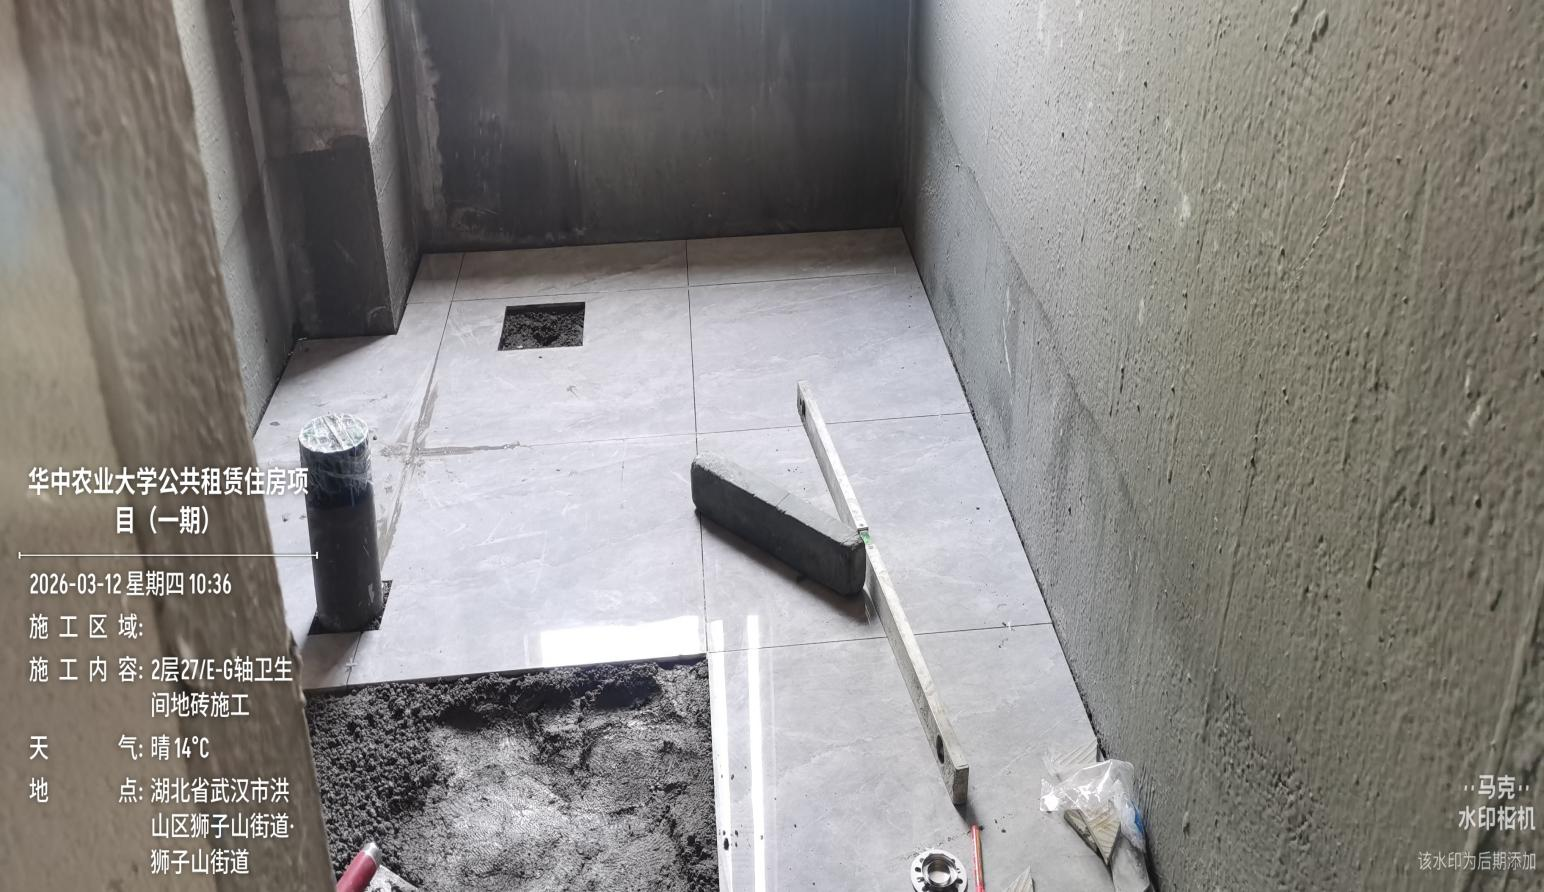 华中农业大学公共租赁住房项
目（一期）
2026-03-12 星期四 10:36
施工区域:
施工内容: 2层27/E-G轴卫生
间地砖施工
天气: 晴 14°C
地点: 湖北省武汉市洪
山区狮子山街道·
狮子山街道
马克
水印相机
该水印为后期添加